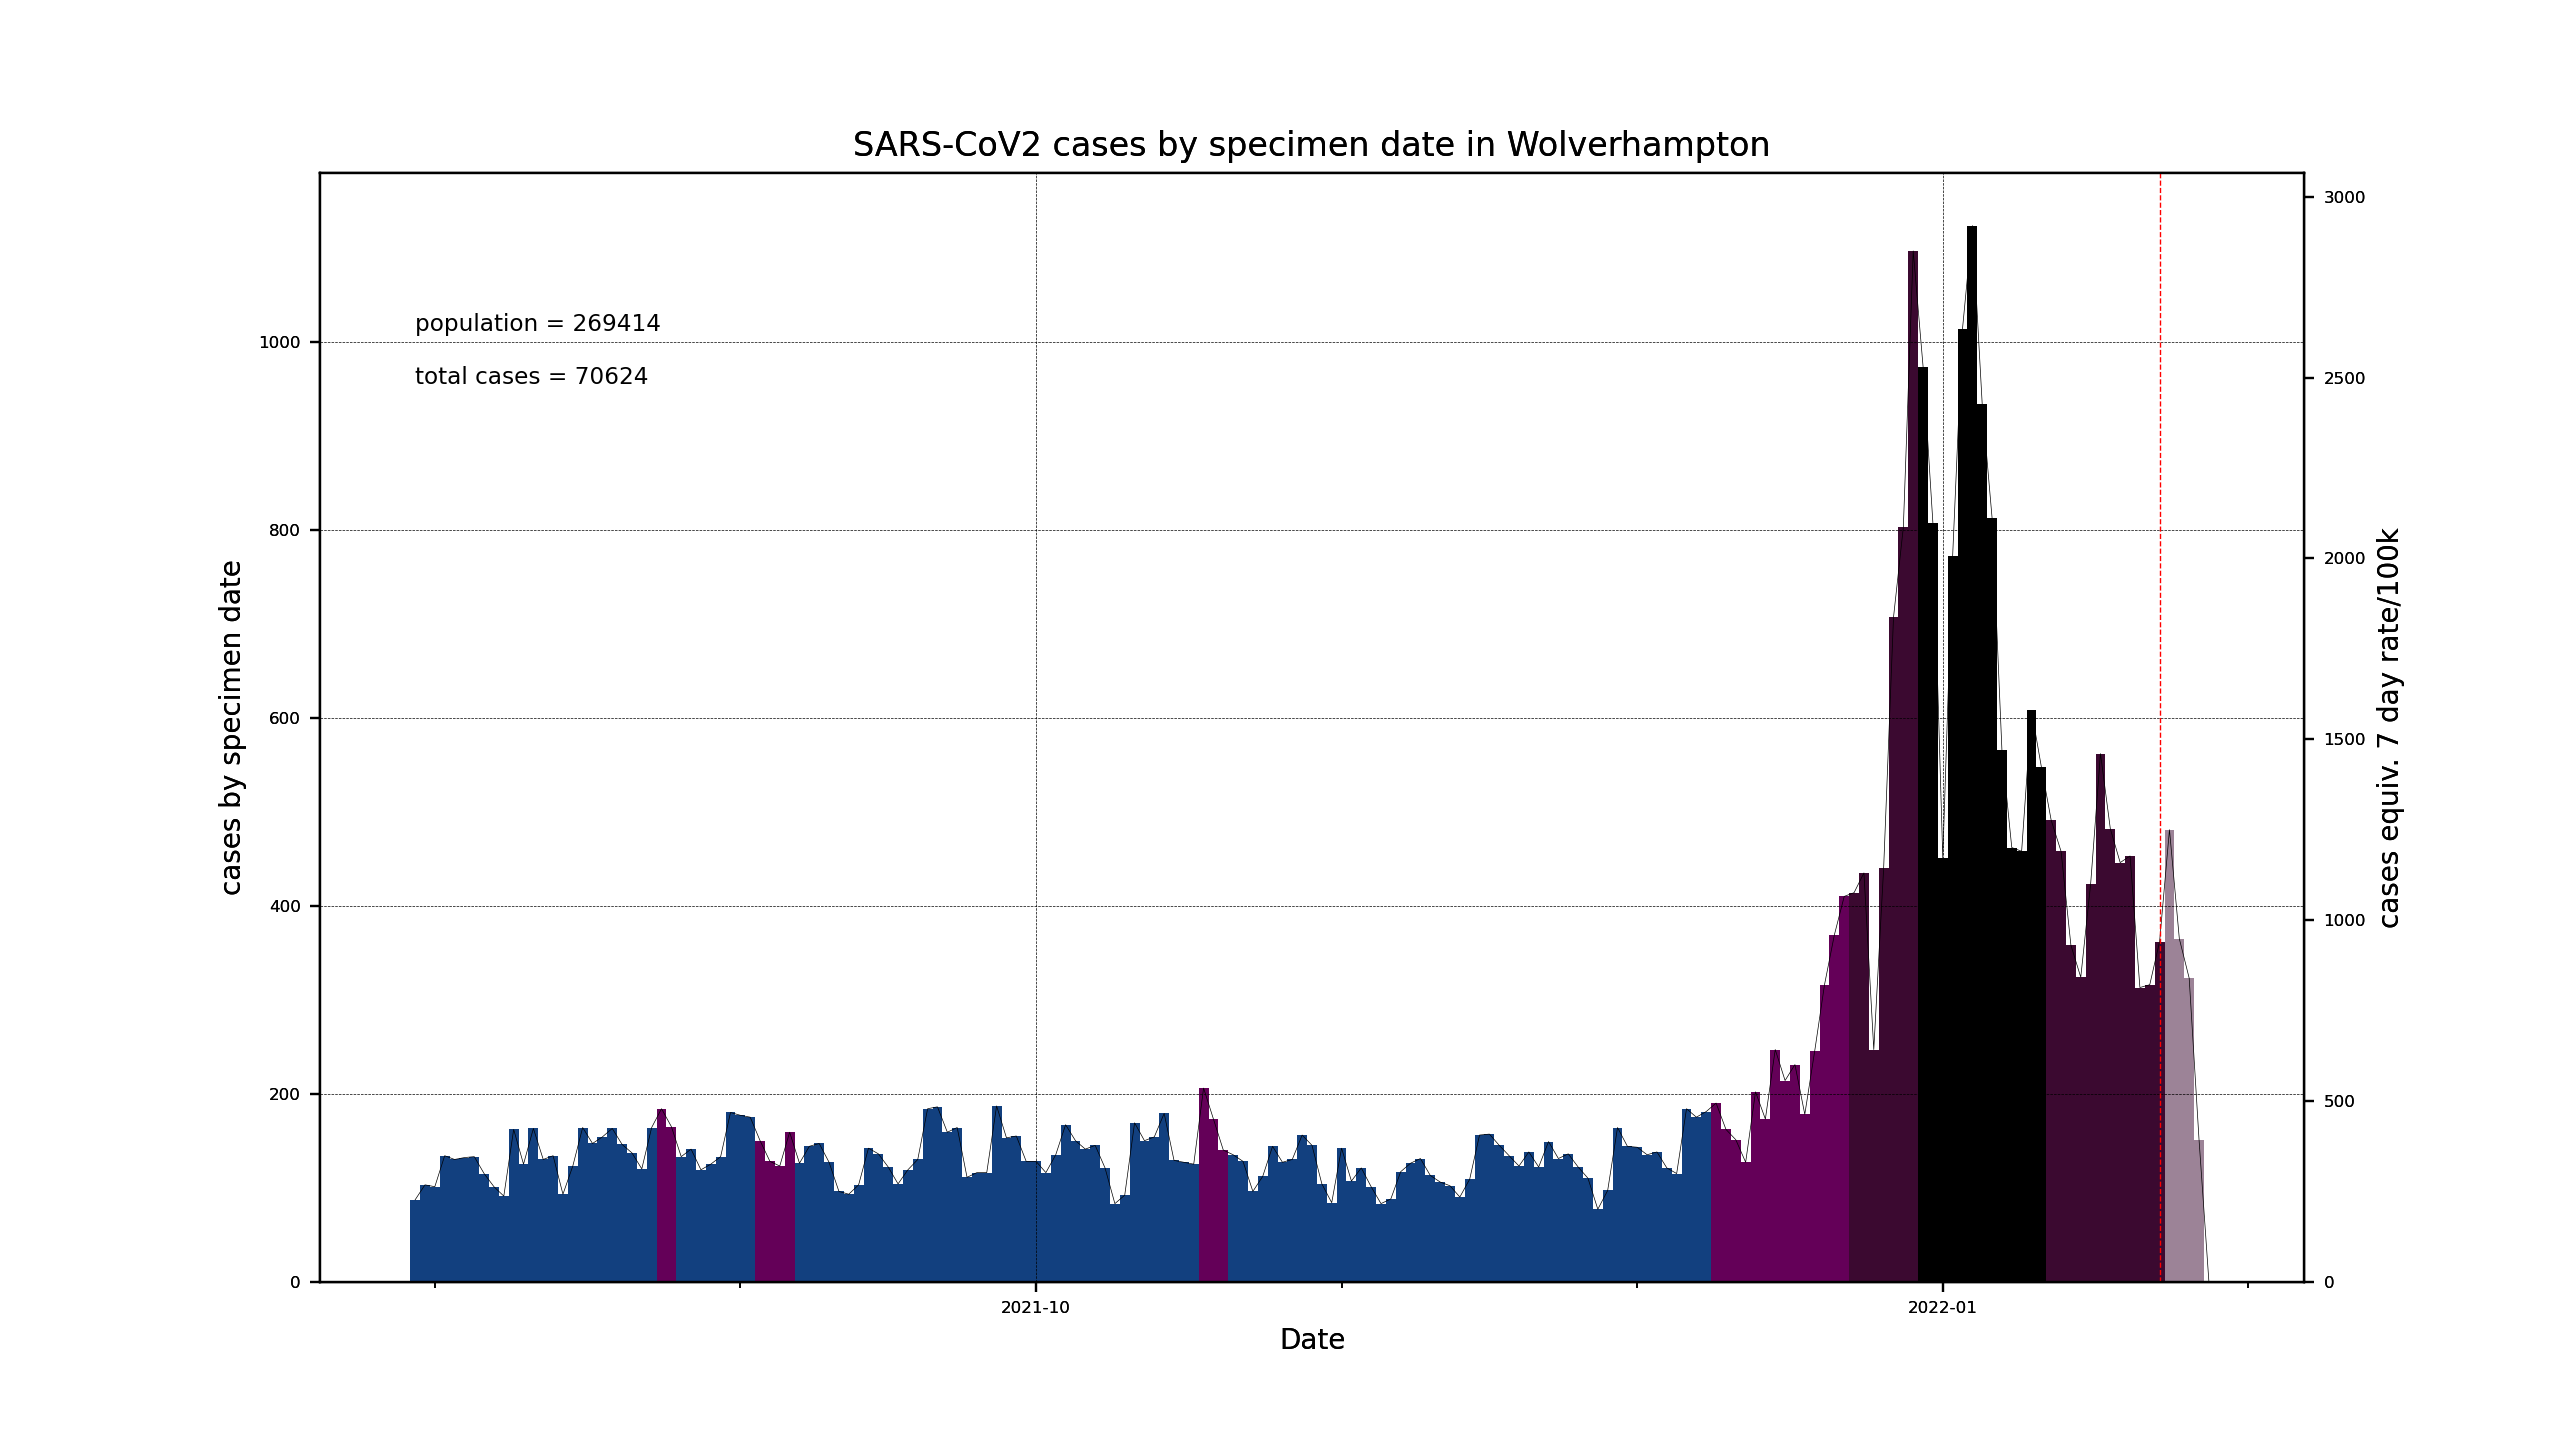 SARS-CoV2 cases by specimen date in Wolverhampton
population = 269414
total cases = 70624
cases by specimen date
1000
800
600
400
200
0
3000
2500
2000
1500
1000
500
0
cases equiv. 7 day rate/100k
2021-10
2022-01
Date